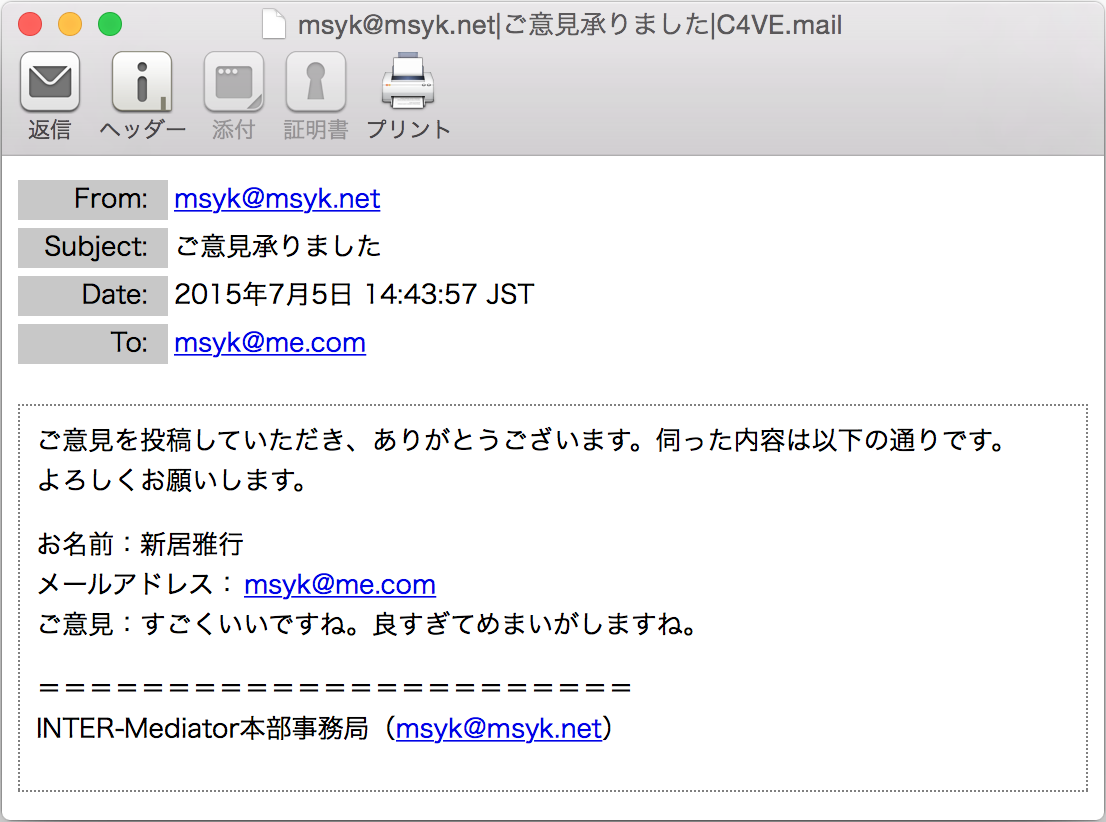 msyk@msyk.net|ご意見承りました|C4VE.mail
返信 ヘッダー 添付 証明書 プリント
From: msyk@msyk.net
Subject: ご意見承りました
Date: 2015年7月5日 14:43:57 JST
To: msyk@me.com
ご意見を投稿していただき、ありがとうございます。伺った内容は以下の通りです。
よろしくお願いします。
お名前：新居雅行
メールアドレス： msyk@me.com
ご意見：すごくいいですね。良すぎてめまいがしますね。
＝＝＝＝＝＝＝＝＝＝＝＝＝＝＝＝＝＝＝＝＝＝＝
INTER-Mediator本部事務局（msyk@msyk.net）